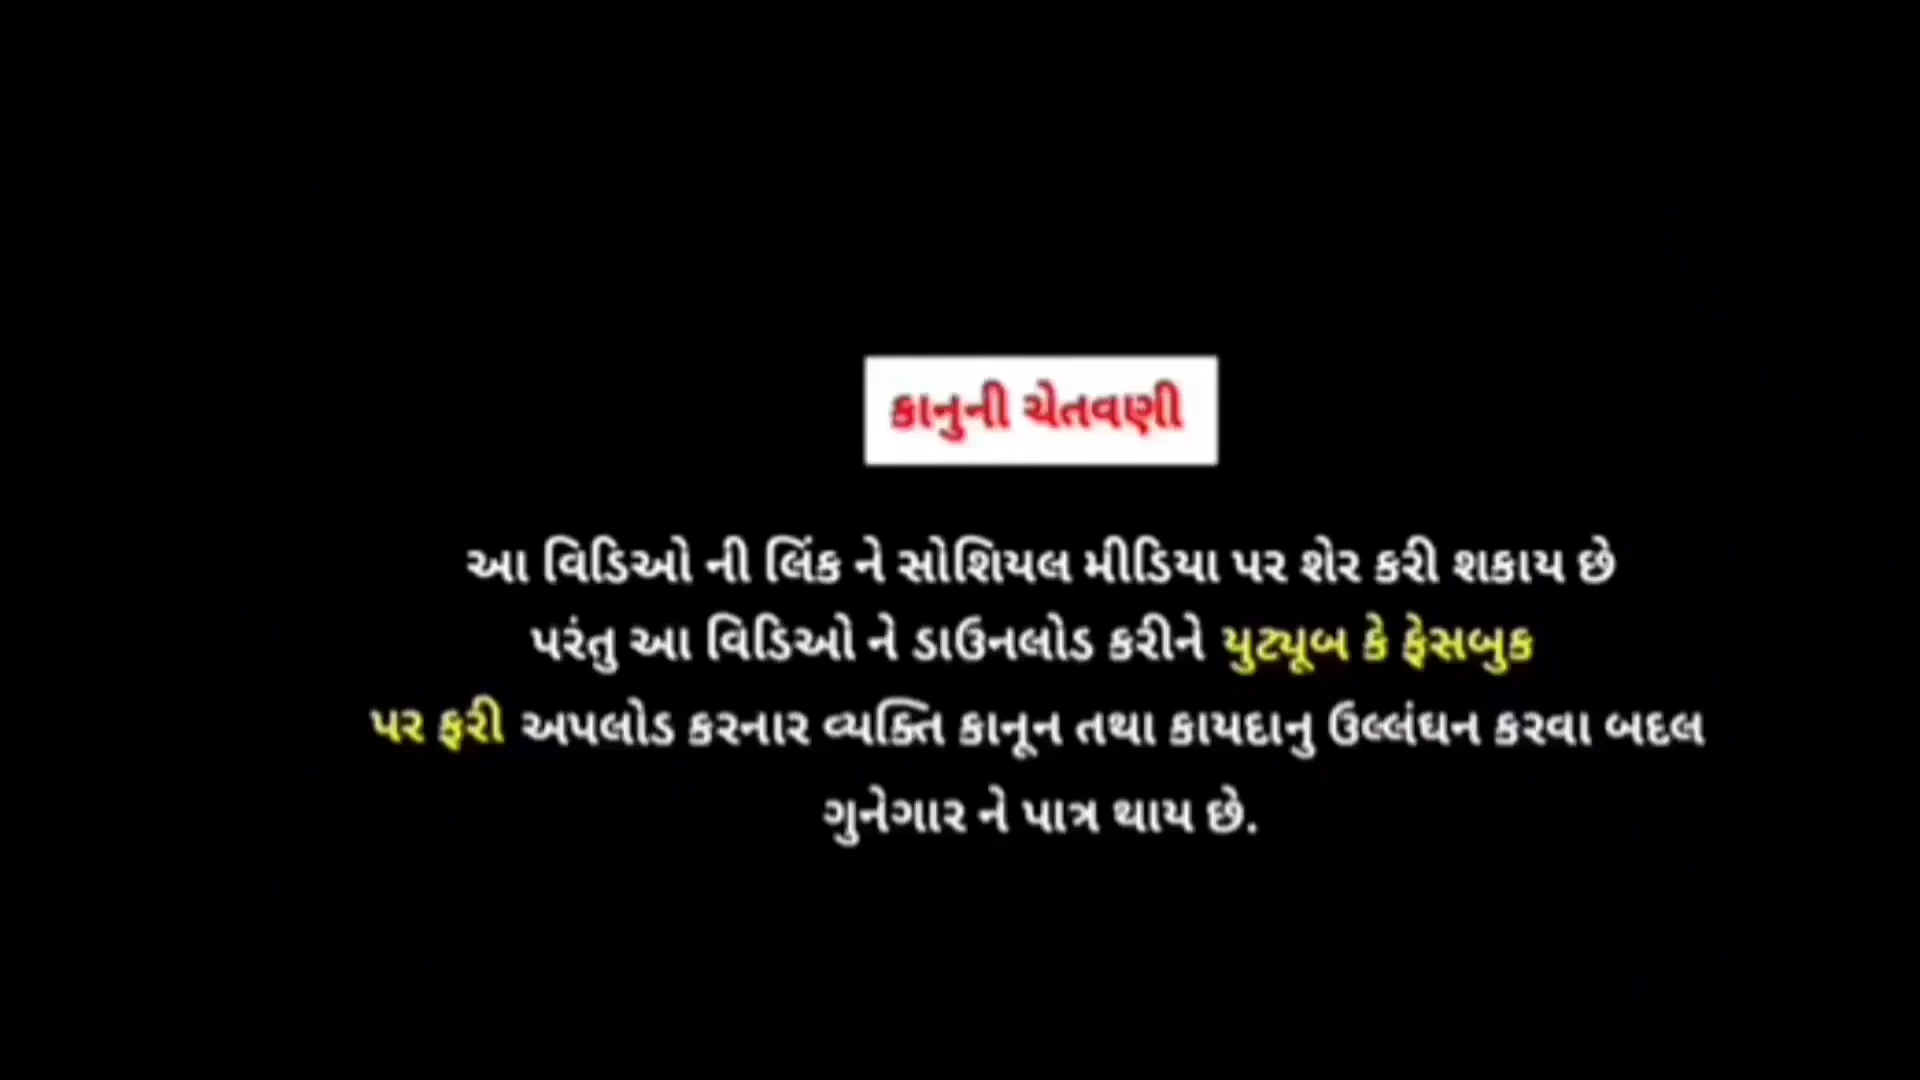 કાનુની ચેતવણી
આ વિડિઓ ની લિંક ને સોશિયલ મીડિયા પર શેર કરી શકાય છે
પરંતુ આ વિડિઓ ને ડાઉનલોડ કરીને યુટ્યૂબ કે ફેસબુક
પર ફરી અપલોડ કરનાર વ્યક્તિ કાનૂન તથા કાયદાનુ ઉલ્લંઘન કરવા બદલ
ગુનેગાર ને પાત્ર થાય છે.